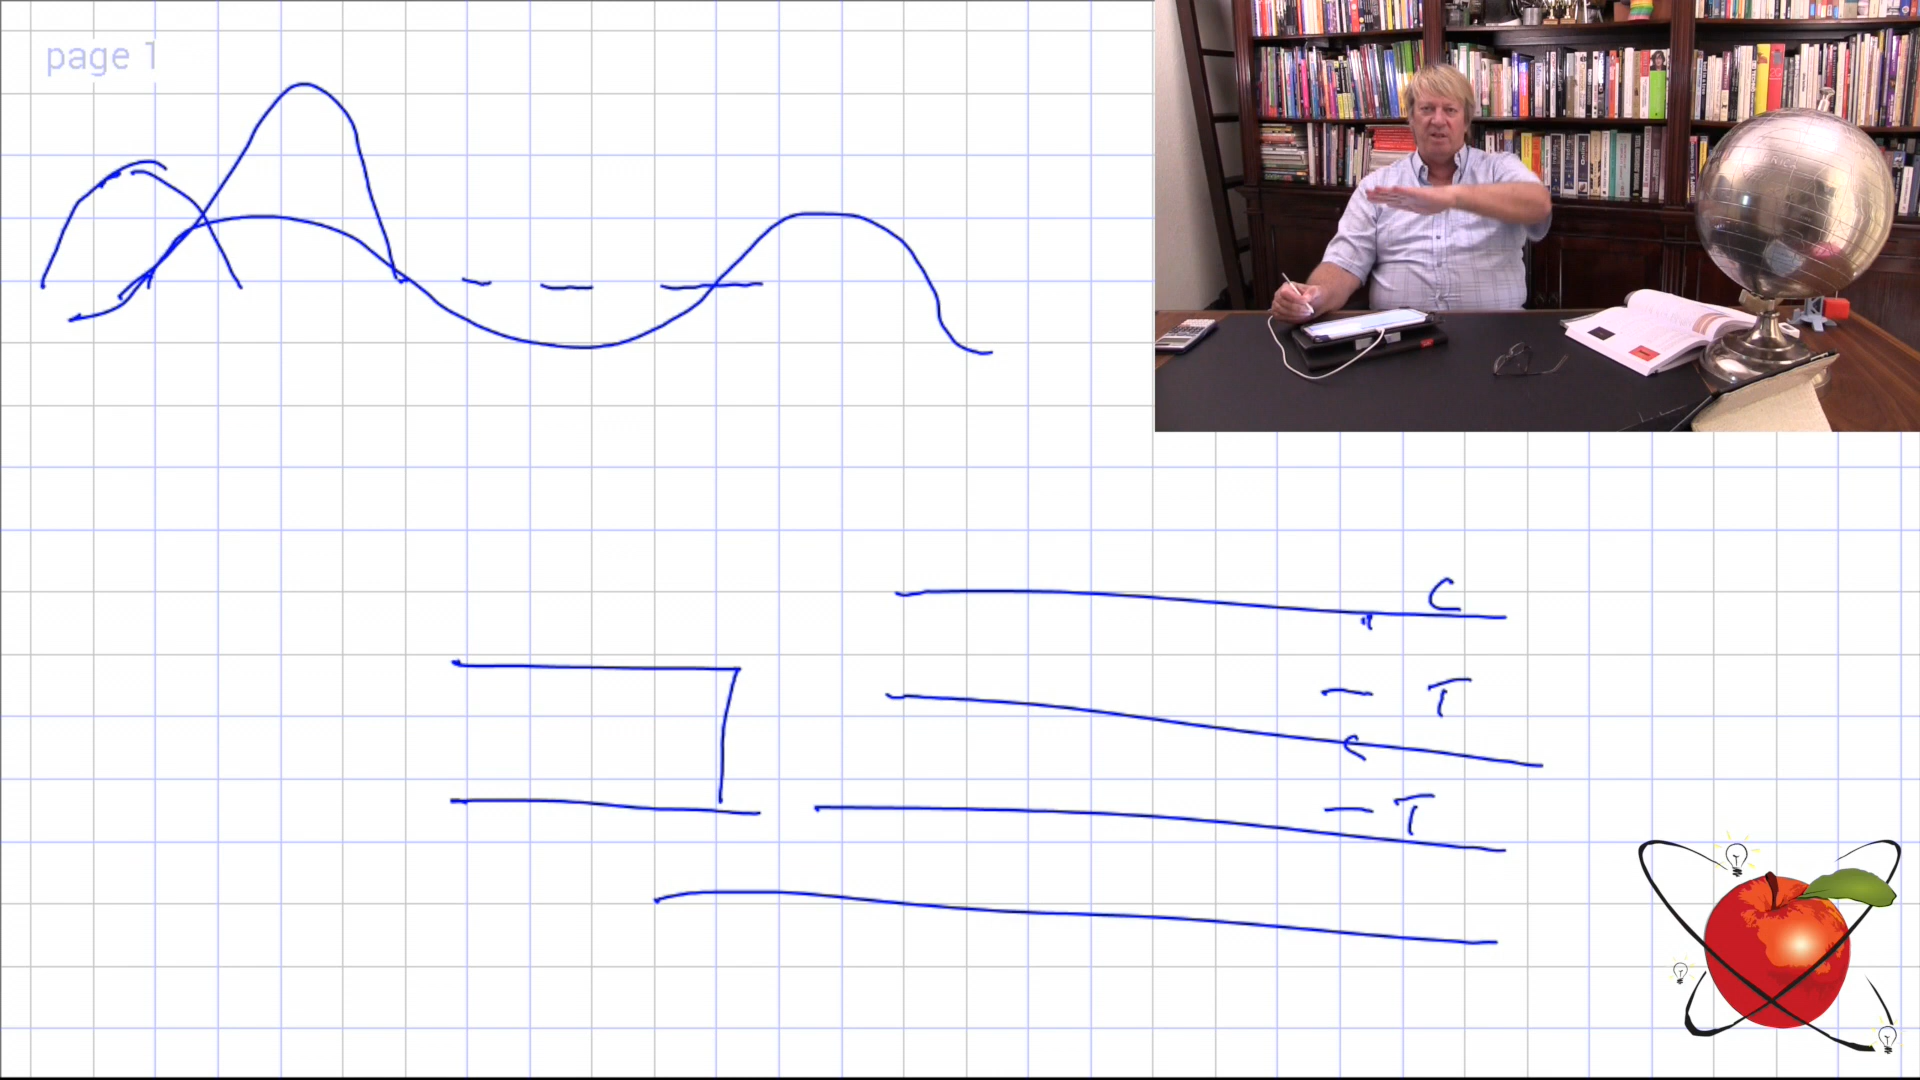 page 1
C
— T
— T